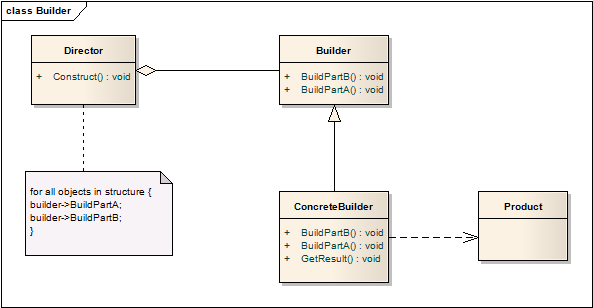 class Builder
Director
+ Construct() : void
Builder
+ BuildPartB() : void
+ BuildPartA() : void
for all objects in structure {
builder->BuildPartA;
builder->BuildPartB;
}
ConcreteBuilder
+ BuildPartB() : void
+ BuildPartA() : void
+ GetResult() : void
Product